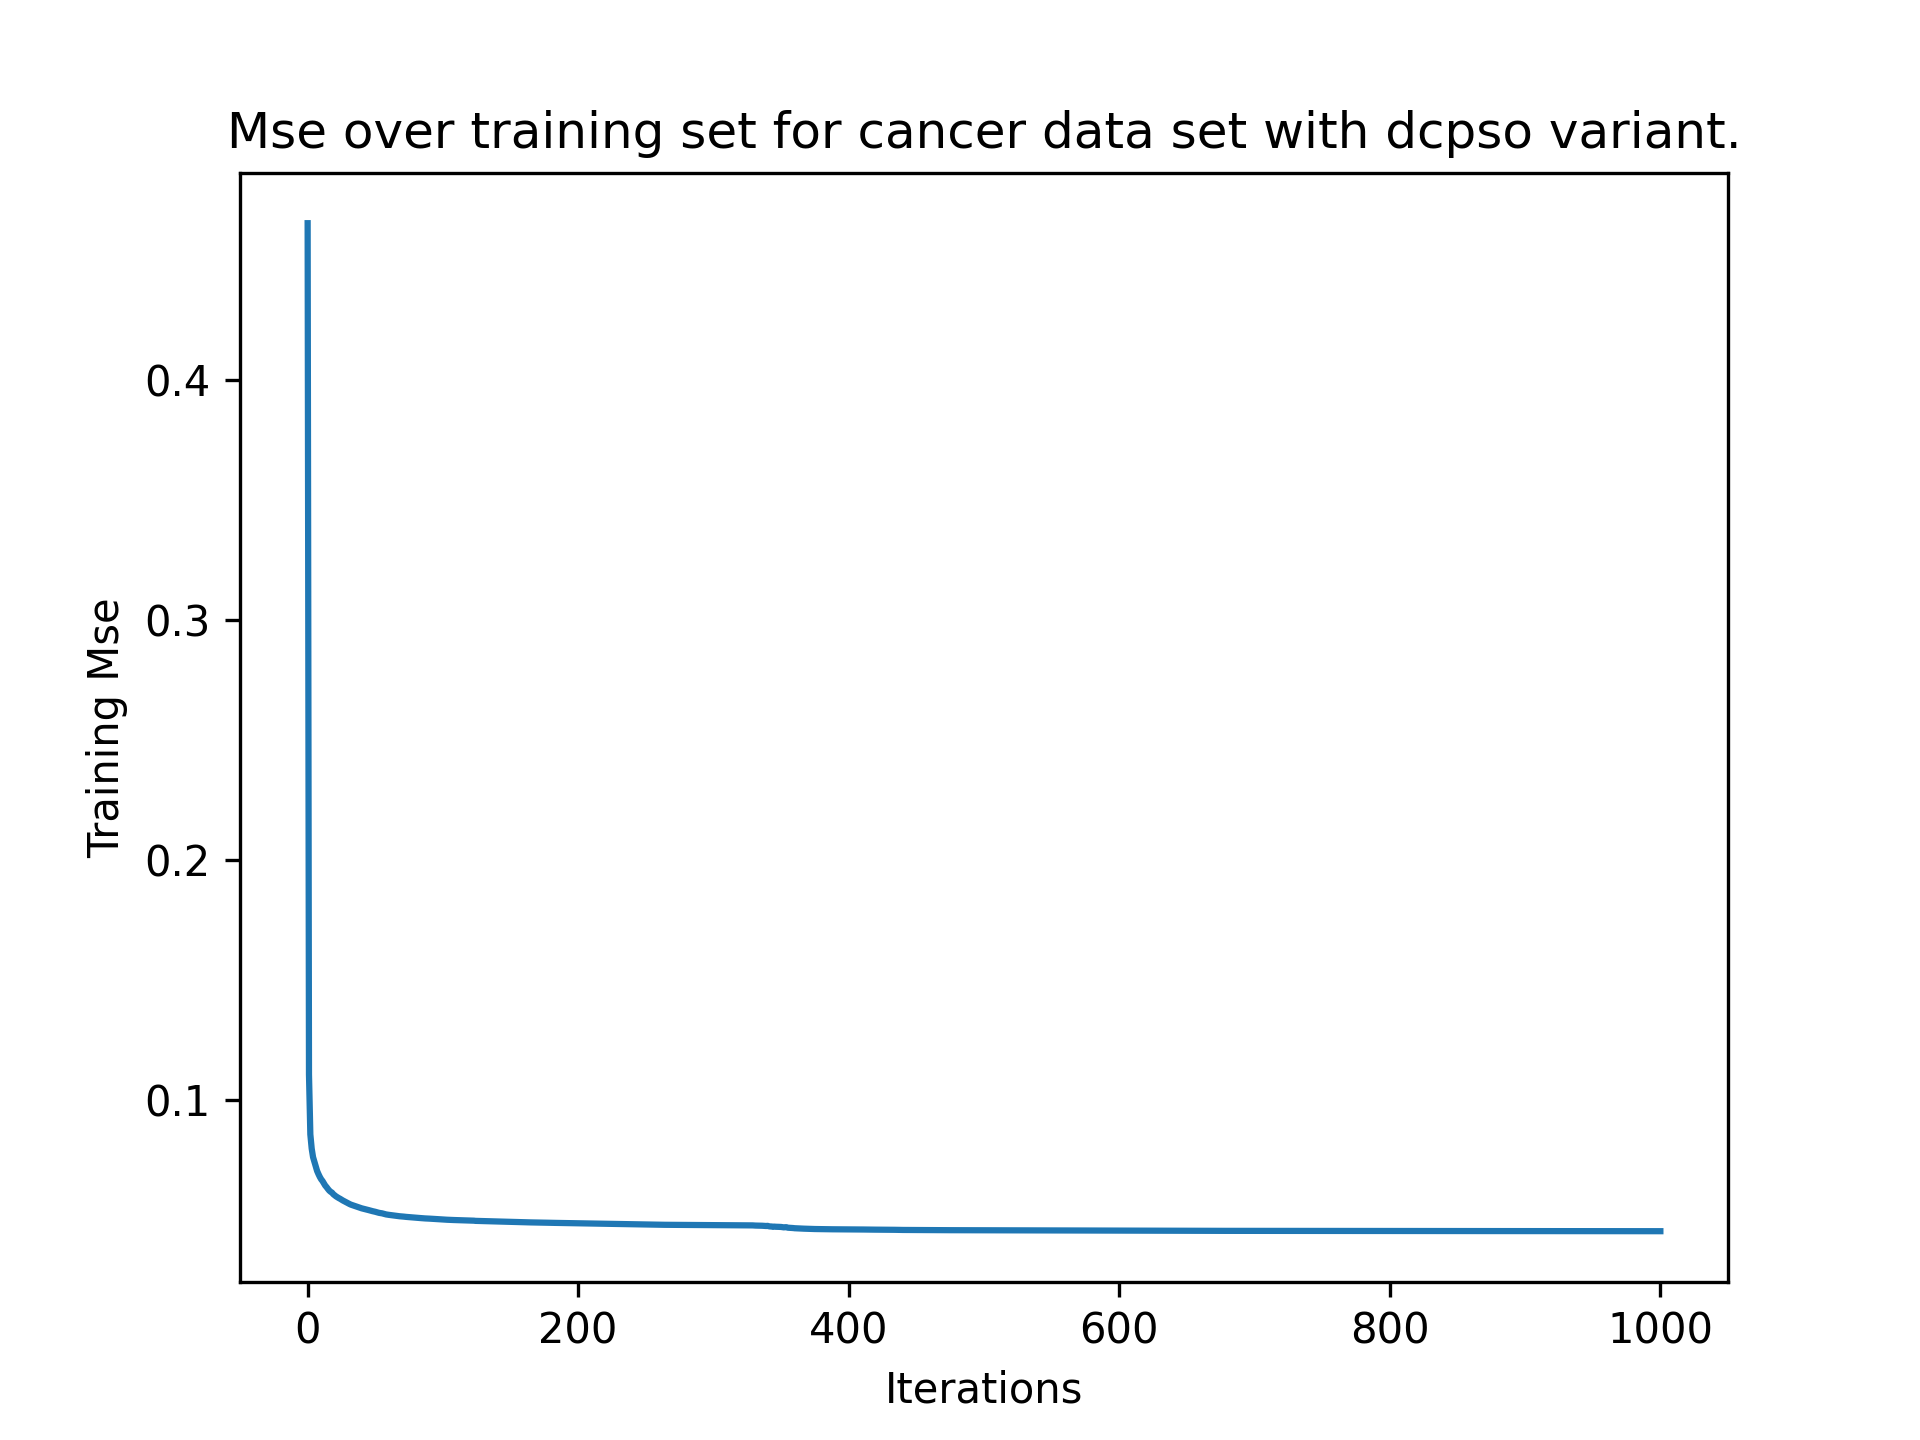 Mse over training set for cancer data set with dcpso variant.
Training Mse
0.4
0.3
0.2
0.1
0 200 400 600 800 1000
Iterations